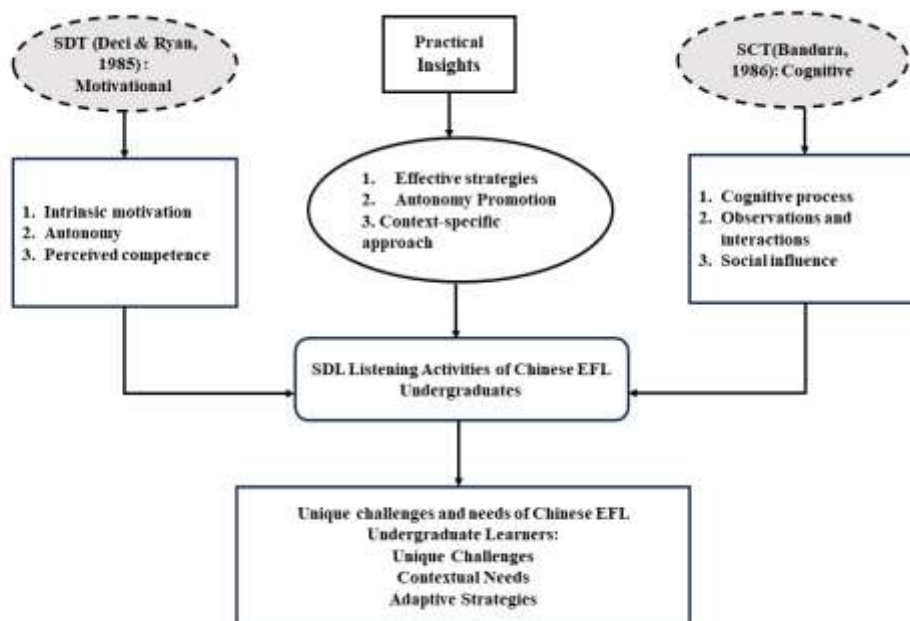 SDT (Deci & Ryan,
1985) :
Motivational
Practical
Insights
SCT(Bandura,
1986): Cognitive
1. Intrinsic motivation
2. Autonomy
3. Perceived competence
1. Effective strategies
2. Autonomy Promotion
3. Context-specific
approach
1. Cognitive process
2. Observations and
interactions
3. Social influence
SDL Listening Activities of Chinese EFL
Undergraduates
Unique challenges and needs of Chinese EFL
Undergraduate Learners:
Unique Challenges
Contextual Needs
Adaptive Strategies